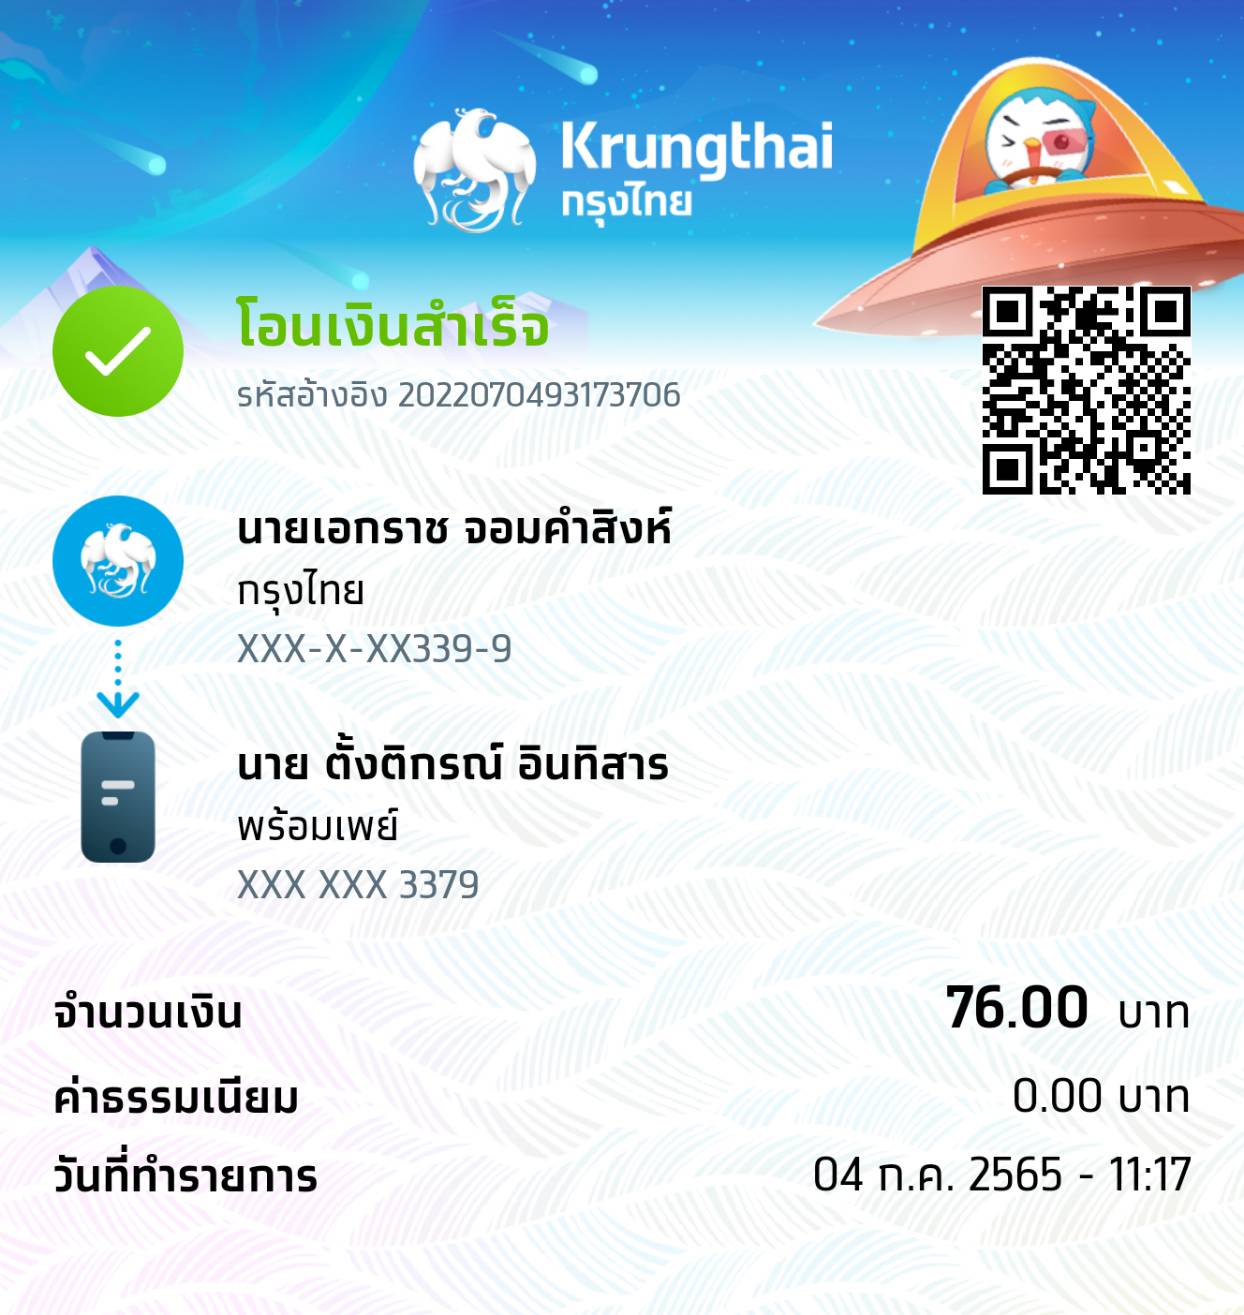 Krungthai
กรุงไทย
โอนเงินสำเร็จ
รหัสอ้างอิง 2022070493173706
นายเอกราช จอมคำสิงห์
กรุงไทย
XXX-X-XX339-9
นาย ตั้งติกรณ์ อินทิสาร
พร้อมเพย์
XXX XXX 3379
จำนวนเงิน 76.00 บาท
ค่าธรรมเนียม 0.00 บาท
วันที่ทำรายการ 04 ก.ค. 2565 - 11:17